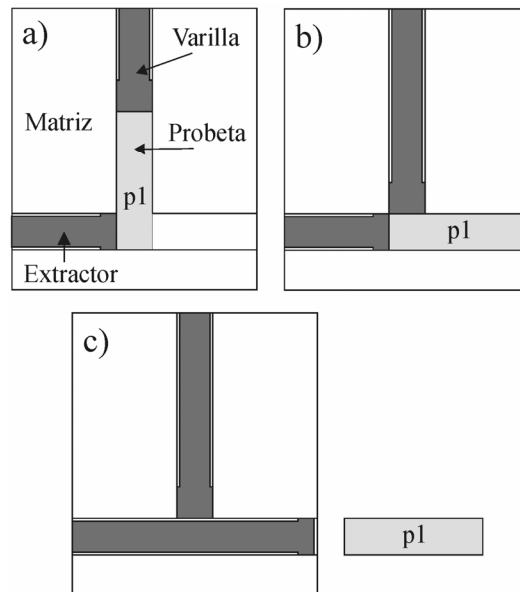 a)
Varilla
Matriz
Probeta
p1
Extractor
b)
p1
c)
p1